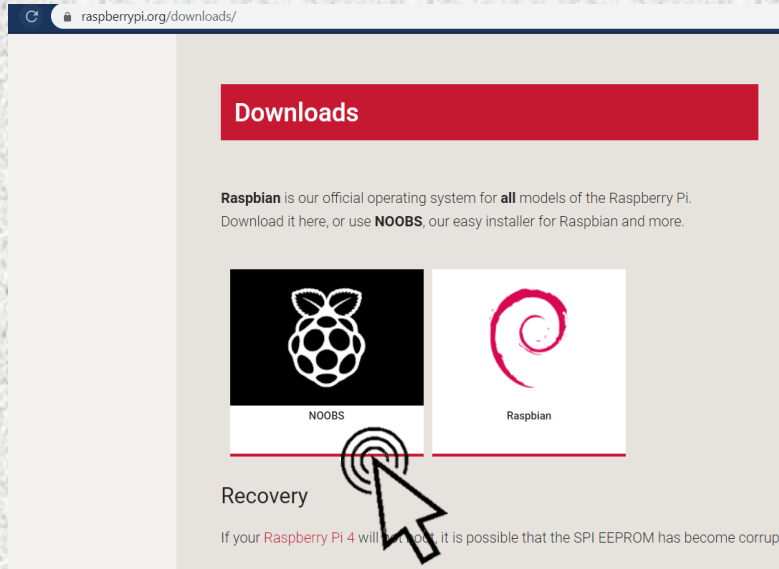 raspberrypi.org/downloads/
Downloads
Raspbian is our official operating system for all models of the Raspberry Pi.
Download it here, or use NOOBS, our easy installer for Raspbian and more.
NOOBS
Raspbian
Recovery
If your Raspberry Pi 4 will not boot, it is possible that the SPI EEPROM has become corrup